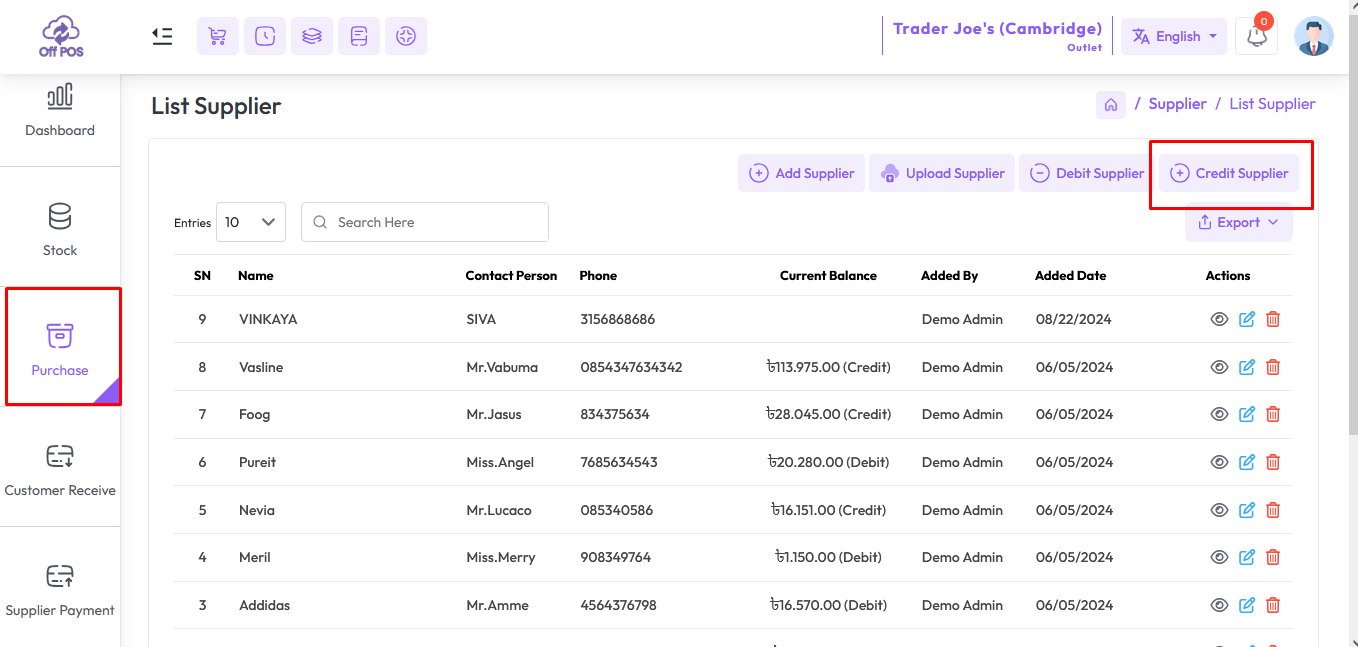 Off POS
Trader Joe's (Cambridge)
Outlet
English
0
Dashboard
Stock
Purchase
Customer Receive
Supplier Payment
List Supplier
/ Supplier / List Supplier
Add Supplier Upload Supplier Debit Supplier Credit Supplier
Entries 10 Search Here Export
SN Name Contact Person Phone Current Balance Added By Added Date Actions
9 VINKAYA SIVA 3156868686 Demo Admin 08/22/2024
8 Vasline Mr.Vabuma 0854347634342 ৳113.975.00 (Credit) Demo Admin 06/05/2024
7 Foog Mr.Jasus 834375634 ৳28.045.00 (Credit) Demo Admin 06/05/2024
6 Pureit Miss.Angel 7685634543 ৳20.280.00 (Debit) Demo Admin 06/05/2024
5 Nevia Mr.Lucaco 085340586 ৳16.151.00 (Credit) Demo Admin 06/05/2024
4 Meril Miss.Merry 908349764 ৳1.150.00 (Debit) Demo Admin 06/05/2024
3 Addidas Mr.Amme 4564376798 ৳16.570.00 (Debit) Demo Admin 06/05/2024